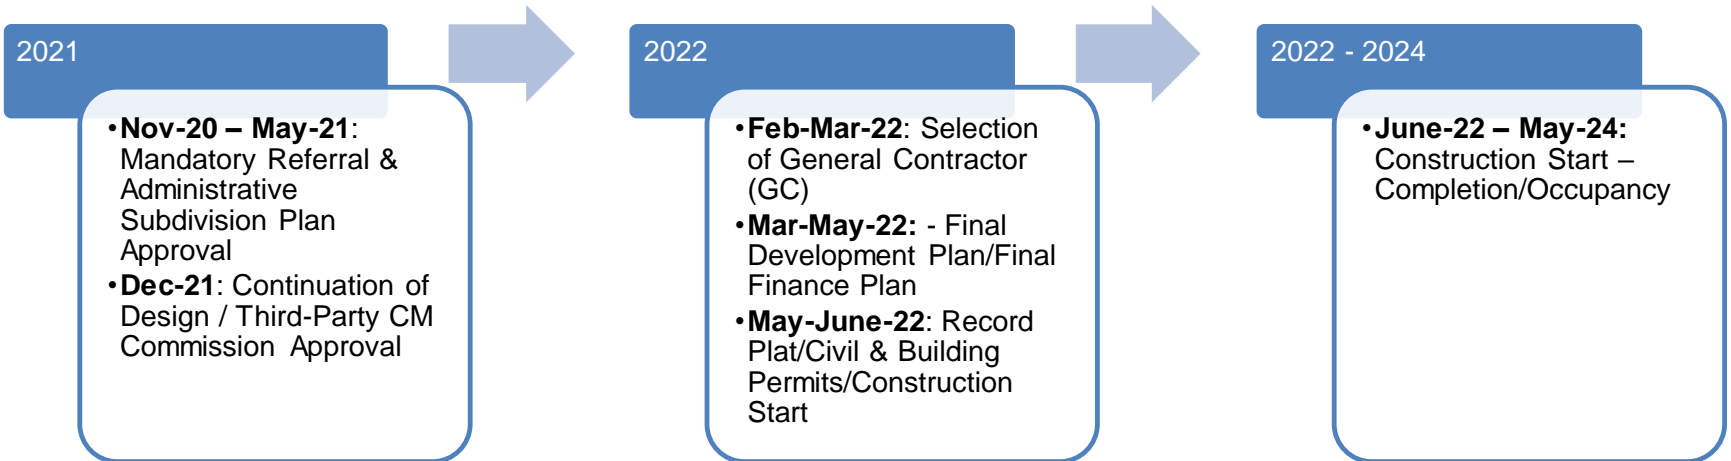 2021
•Nov-20 – May-21:
Mandatory Referral &
Administrative
Subdivision Plan
Approval
•Dec-21: Continuation of
Design / Third-Party CM
Commission Approval
2022
•Feb-Mar-22: Selection
of General Contractor
(GC)
•Mar-May-22: - Final
Development Plan/Final
Finance Plan
•May-June-22: Record
Plat/Civil & Building
Permits/Construction
Start
2022 - 2024
•June-22 – May-24:
Construction Start –
Completion/Occupancy